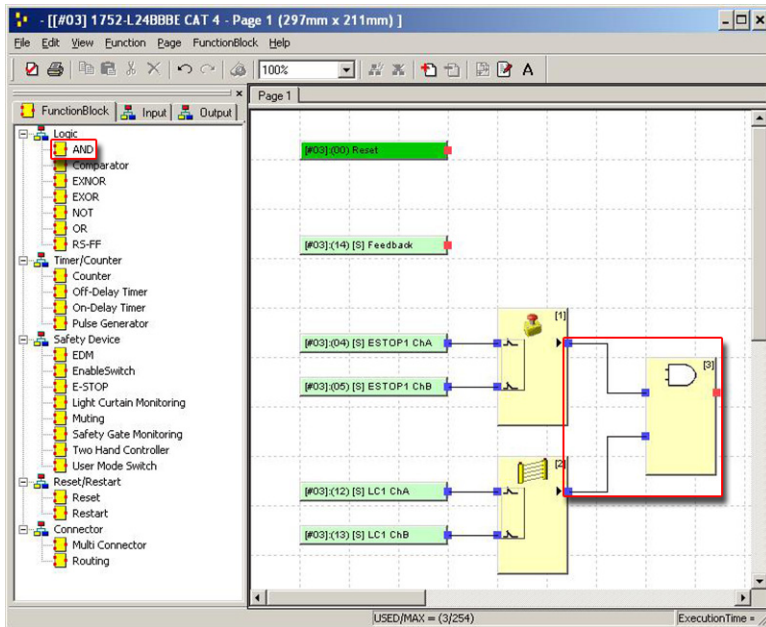 - [[#03] 1752-L24BBBE CAT 4 - Page 1 (297mm x 211mm) ]
File Edit View Function Page FunctionBlock Help
100%
A
FunctionBlock Input Output
Page 1
Logic
AND
Comparator
EXNOR
EXOR
NOT
OR
RS-FF
Timer/Counter
Counter
Off-Delay Timer
On-Delay Timer
Pulse Generator
Safety Device
EDM
EnableSwitch
E-STOP
Light Curtain Monitoring
Muting
Safety Gate Monitoring
Two Hand Controller
User Mode Switch
Reset/Restart
Reset
Restart
Connector
Multi Connector
Routing
[#03]:(00) Reset
[#03]:(14) [S] Feedback
[1]
[#03]:(04) [S] ESTOP1 ChA
[3]
[#03]:(05) [S] ESTOP1 ChB
[2]
[#03]:(12) [S] LC1 ChA
[#03]:(13) [S] LC1 ChB
USED/MAX = (3/254)
ExecutionTime =